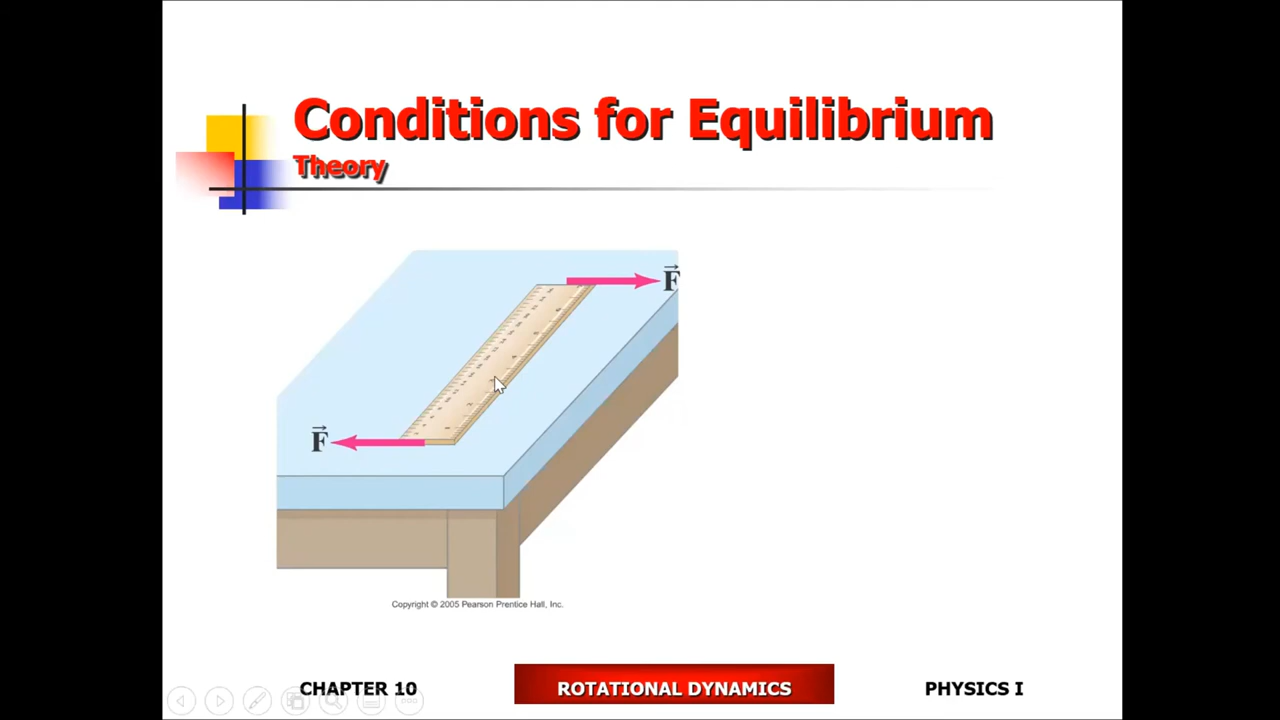 Conditions for Equilibrium
Theory
F
F
Copyright © 2005 Pearson Prentice Hall, Inc.
CHAPTER 10
ROTATIONAL DYNAMICS
PHYSICS I